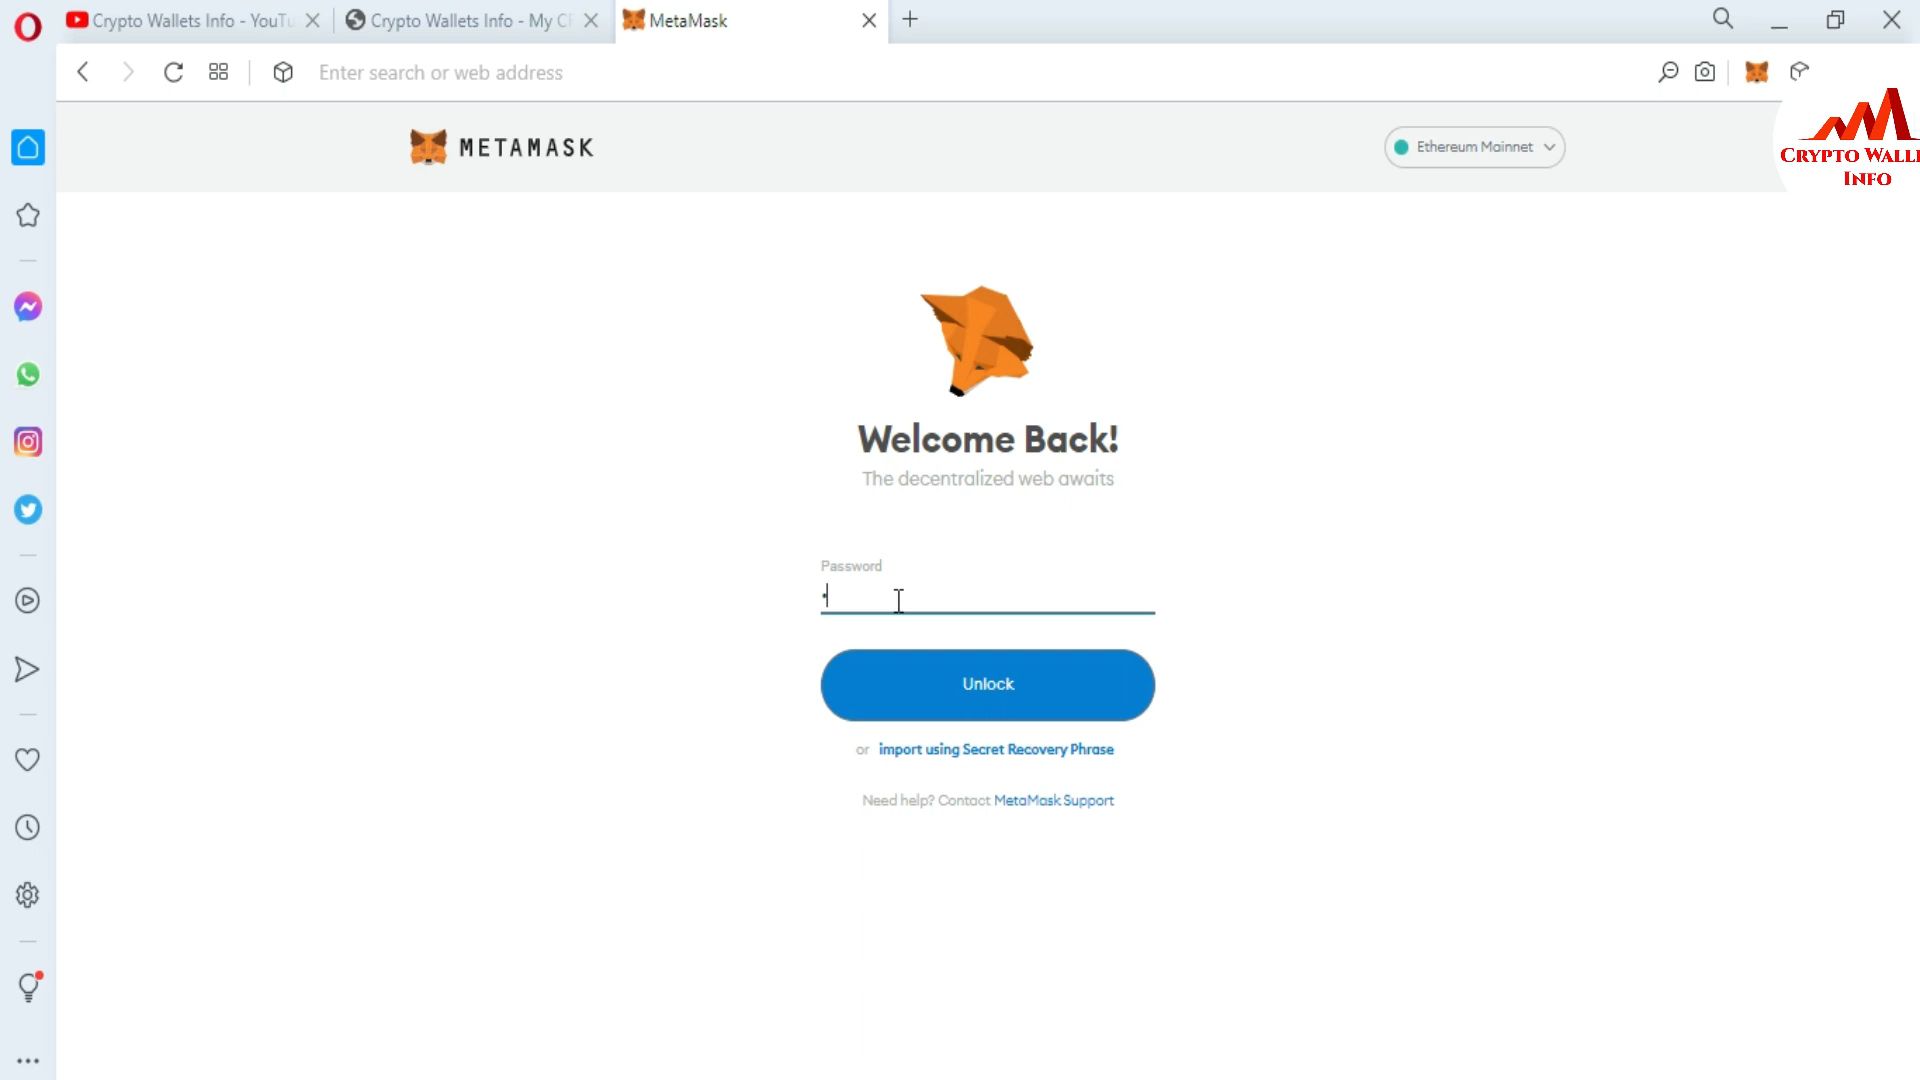 Crypto Wallets Info - YouTu
Crypto Wallets Info - My C
MetaMask
Enter search or web address
METAMASK
Ethereum Mainnet
CRYPTO WALLE
INFO
Welcome Back!
The decentralized web awaits
Password
Unlock
or import using Secret Recovery Phrase
Need help? Contact MetaMask Support